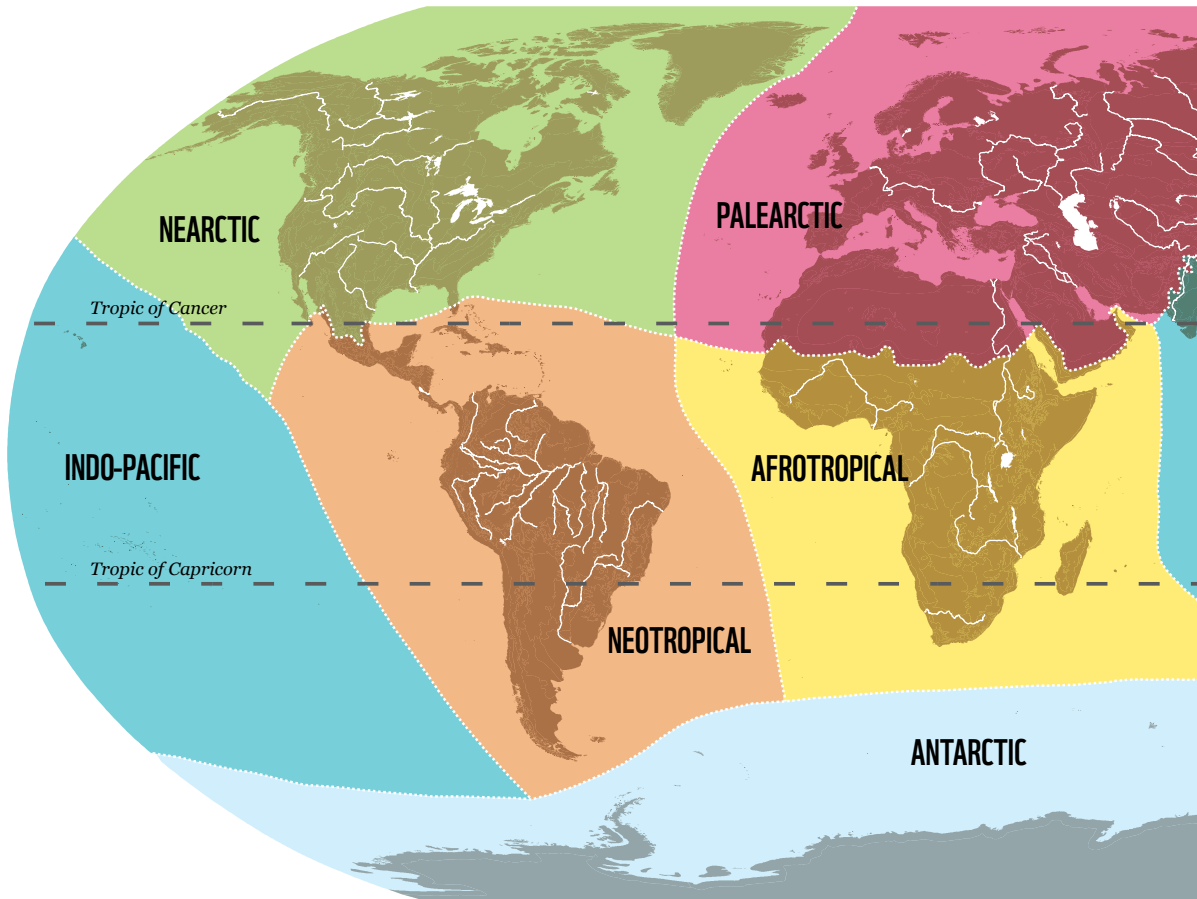 NEARCTIC
PALEARCTIC
Tropic of Cancer
INDO-PACIFIC
AFROTROPICAL
Tropic of Capricorn
NEOTROPICAL
ANTARCTIC